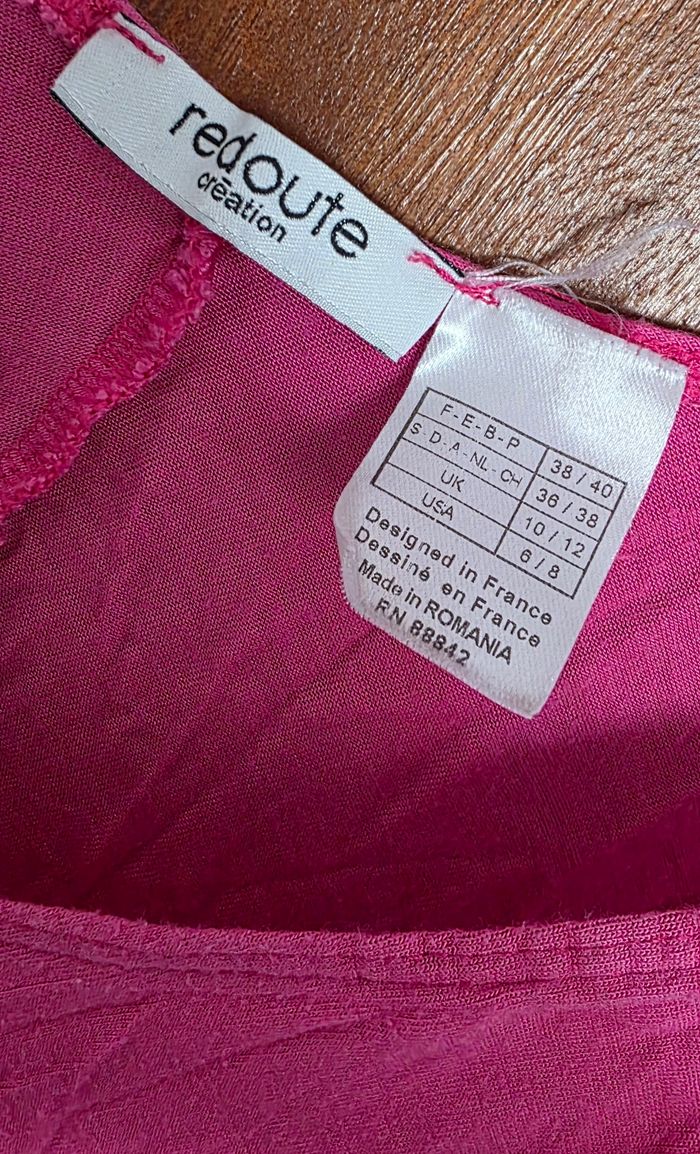 redoute
création
F - E - B - P 38 / 40
S - D - A - NL - CH 36 / 38
UK 10 / 12
USA 6 / 8
Designed in France
Dessiné en France
Made in ROMANIA
RN 88842